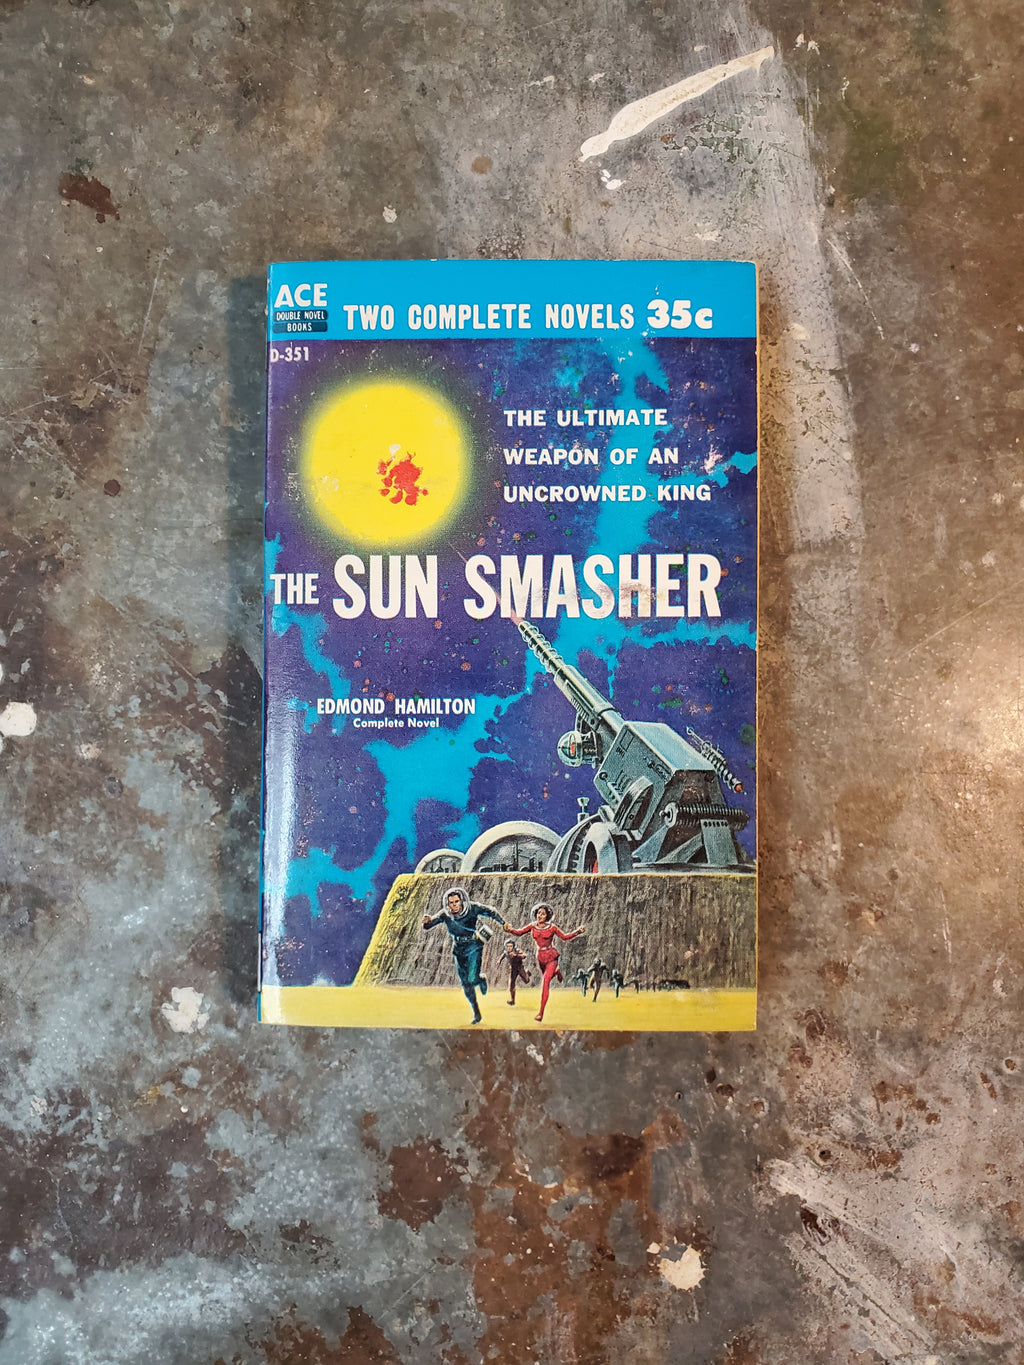 ACE
DOUBLE NOVEL
BOOKS
TWO COMPLETE NOVELS 35c
D-351
THE ULTIMATE
WEAPON OF AN
UNCROWNED KING
THE SUN SMASHER
EDMOND HAMILTON
Complete Novel